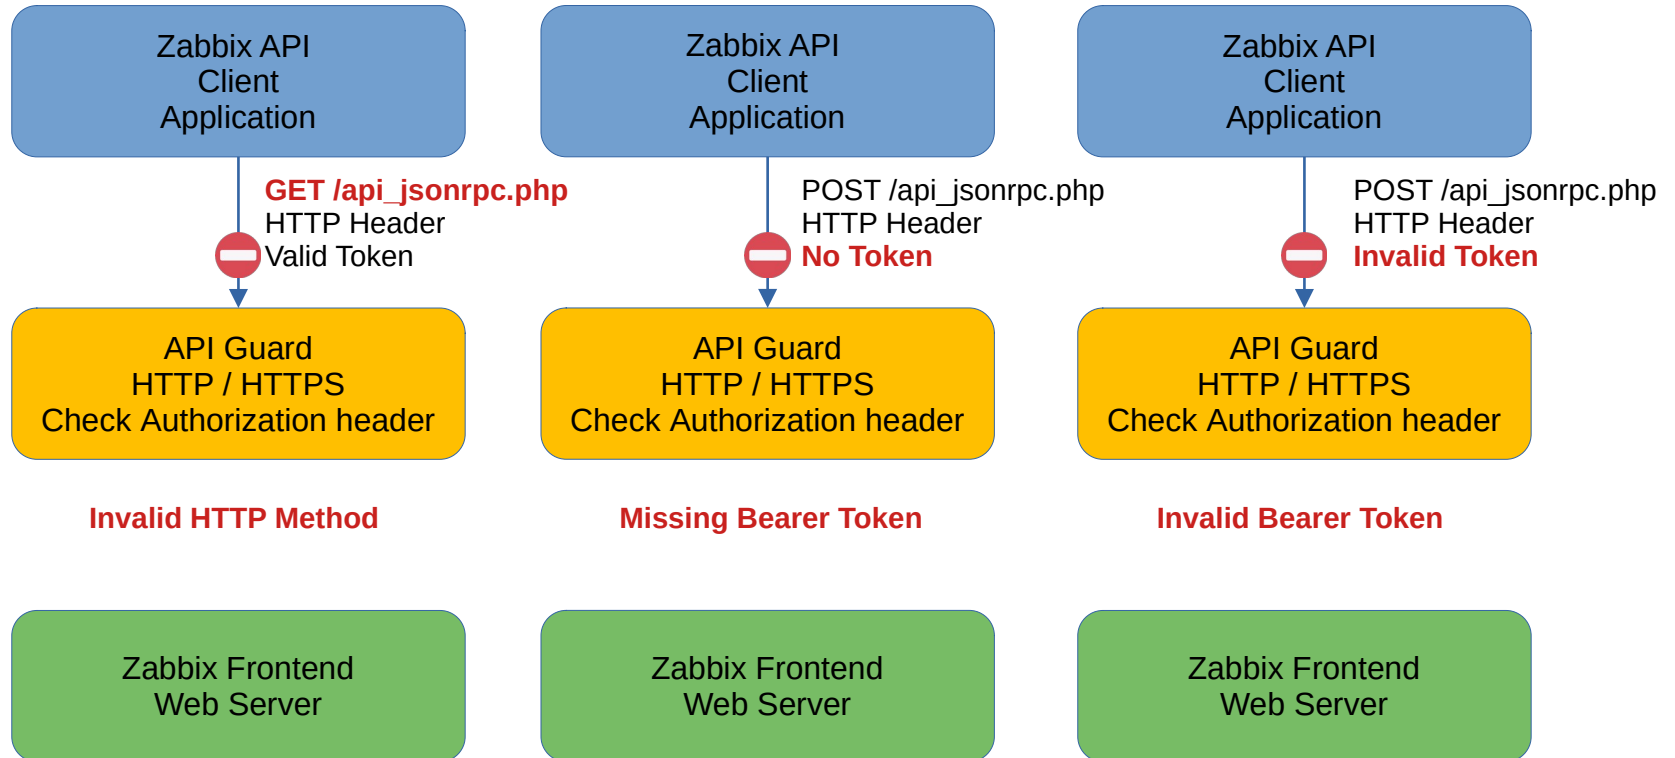 Zabbix API
Client
Application
GET /api_jsonrpc.php
HTTP Header
Valid Token
API Guard
HTTP / HTTPS
Check Authorization header
Invalid HTTP Method
Zabbix Frontend
Web Server
Zabbix API
Client
Application
POST /api_jsonrpc.php
HTTP Header
No Token
API Guard
HTTP / HTTPS
Check Authorization header
Missing Bearer Token
Zabbix Frontend
Web Server
Zabbix API
Client
Application
POST /api_jsonrpc.php
HTTP Header
Invalid Token
API Guard
HTTP / HTTPS
Check Authorization header
Invalid Bearer Token
Zabbix Frontend
Web Server